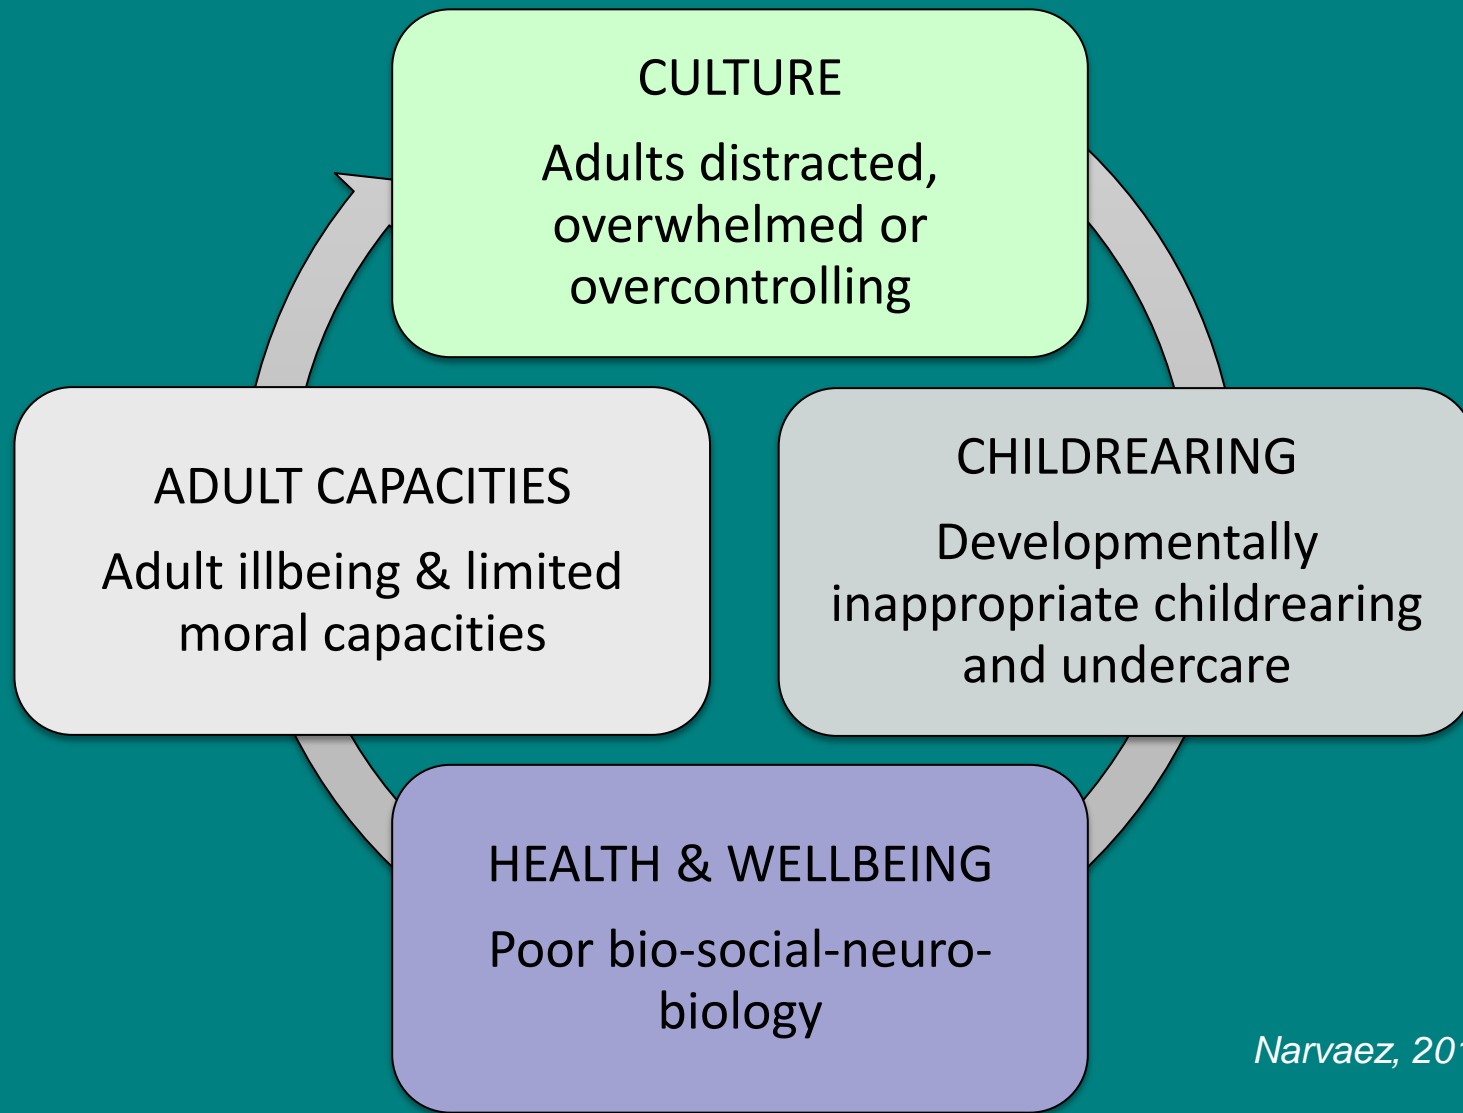 CULTURE
Adults distracted,
overwhelmed or
overcontrolling
ADULT CAPACITIES
Adult illbeing & limited
moral capacities
CHILDREARING
Developmentally
inappropriate childrearing
and undercare
HEALTH & WELLBEING
Poor bio-social-neuro-
biology
Narvaez,